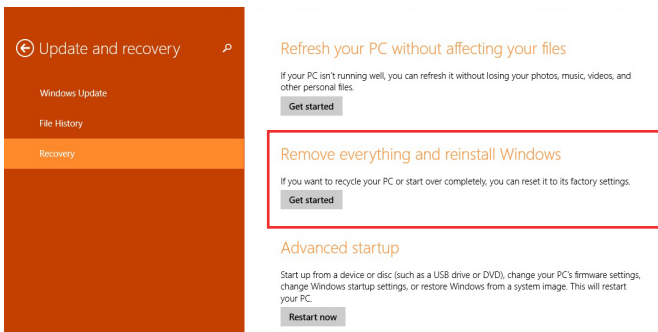 Update and recovery
Windows Update
File History
Recovery
Refresh your PC without affecting your files
If your PC isn't running well, you can refresh it without losing your photos, music, videos, and
other personal files.
Get started
Remove everything and reinstall Windows
If you want to recycle your PC or start over completely, you can reset it to its factory settings.
Get started
Advanced startup
Start up from a device or disc (such as a USB drive or DVD), change your PC's firmware settings,
change Windows startup settings, or restore Windows from a system image. This will restart
your PC.
Restart now